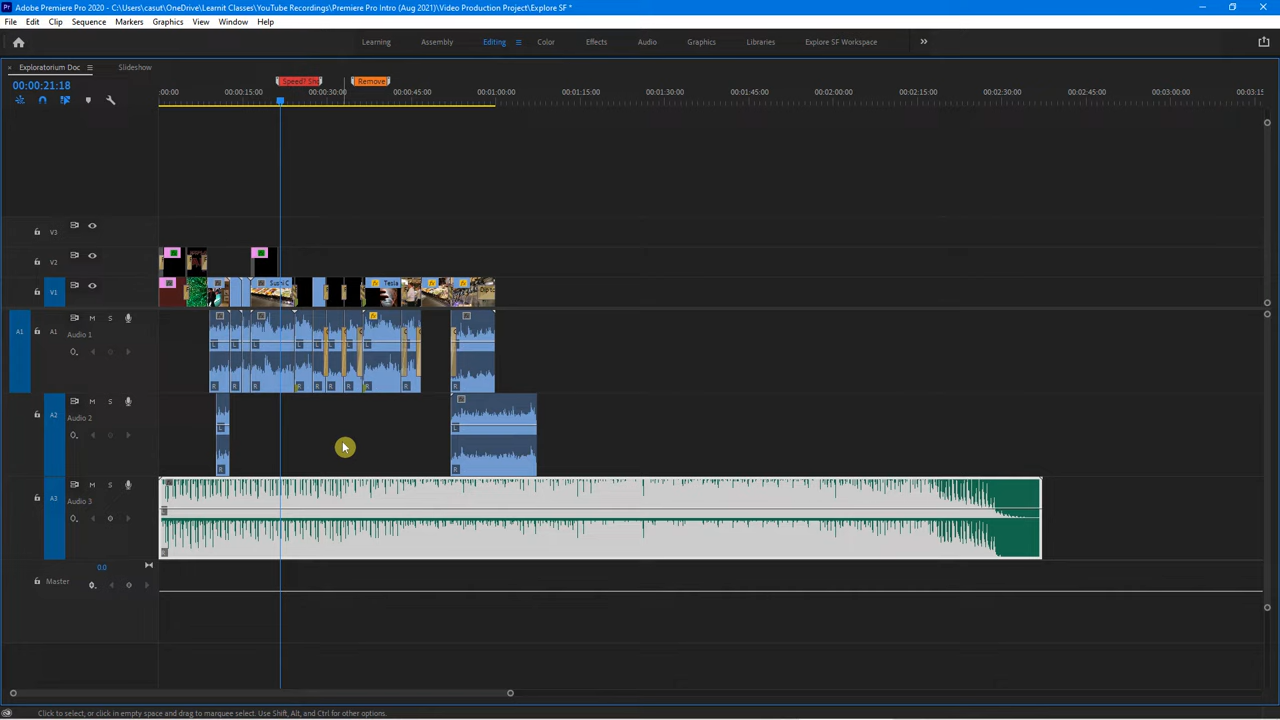 Adobe Premiere Pro 2020 - C:\Users\casut\OneDrive\Learnit Classes\YouTube Recordings\Premiere Pro Intro (Aug 2021)\Video Production Project\Explore SF *
File Edit Clip Sequence Markers Graphics View Window Help
Learning Assembly Editing Color Effects Audio Graphics Libraries Explore SF Workspace
Exploratorium Doc Slideshow
00:00:21:18
Speed? Sho Remove
:00:00 00:00:15:00 00:00:30:00 00:00:45:00 00:01:00:00 00:01:15:00 00:01:30:00 00:01:45:00 00:02:00:00 00:02:15:00 00:02:30:00 00:02:45:00 00:03:00:00 00:03:15
V3
V2
V1 Sushi C Tesla
A1 A1 M S
Audio 1
A2 M S
Audio 2
A3 M S
Audio 3
0.0
Master
Click to select, or click in empty space and drag to marquee select. Use Shift, Alt, and Ctrl for other options.